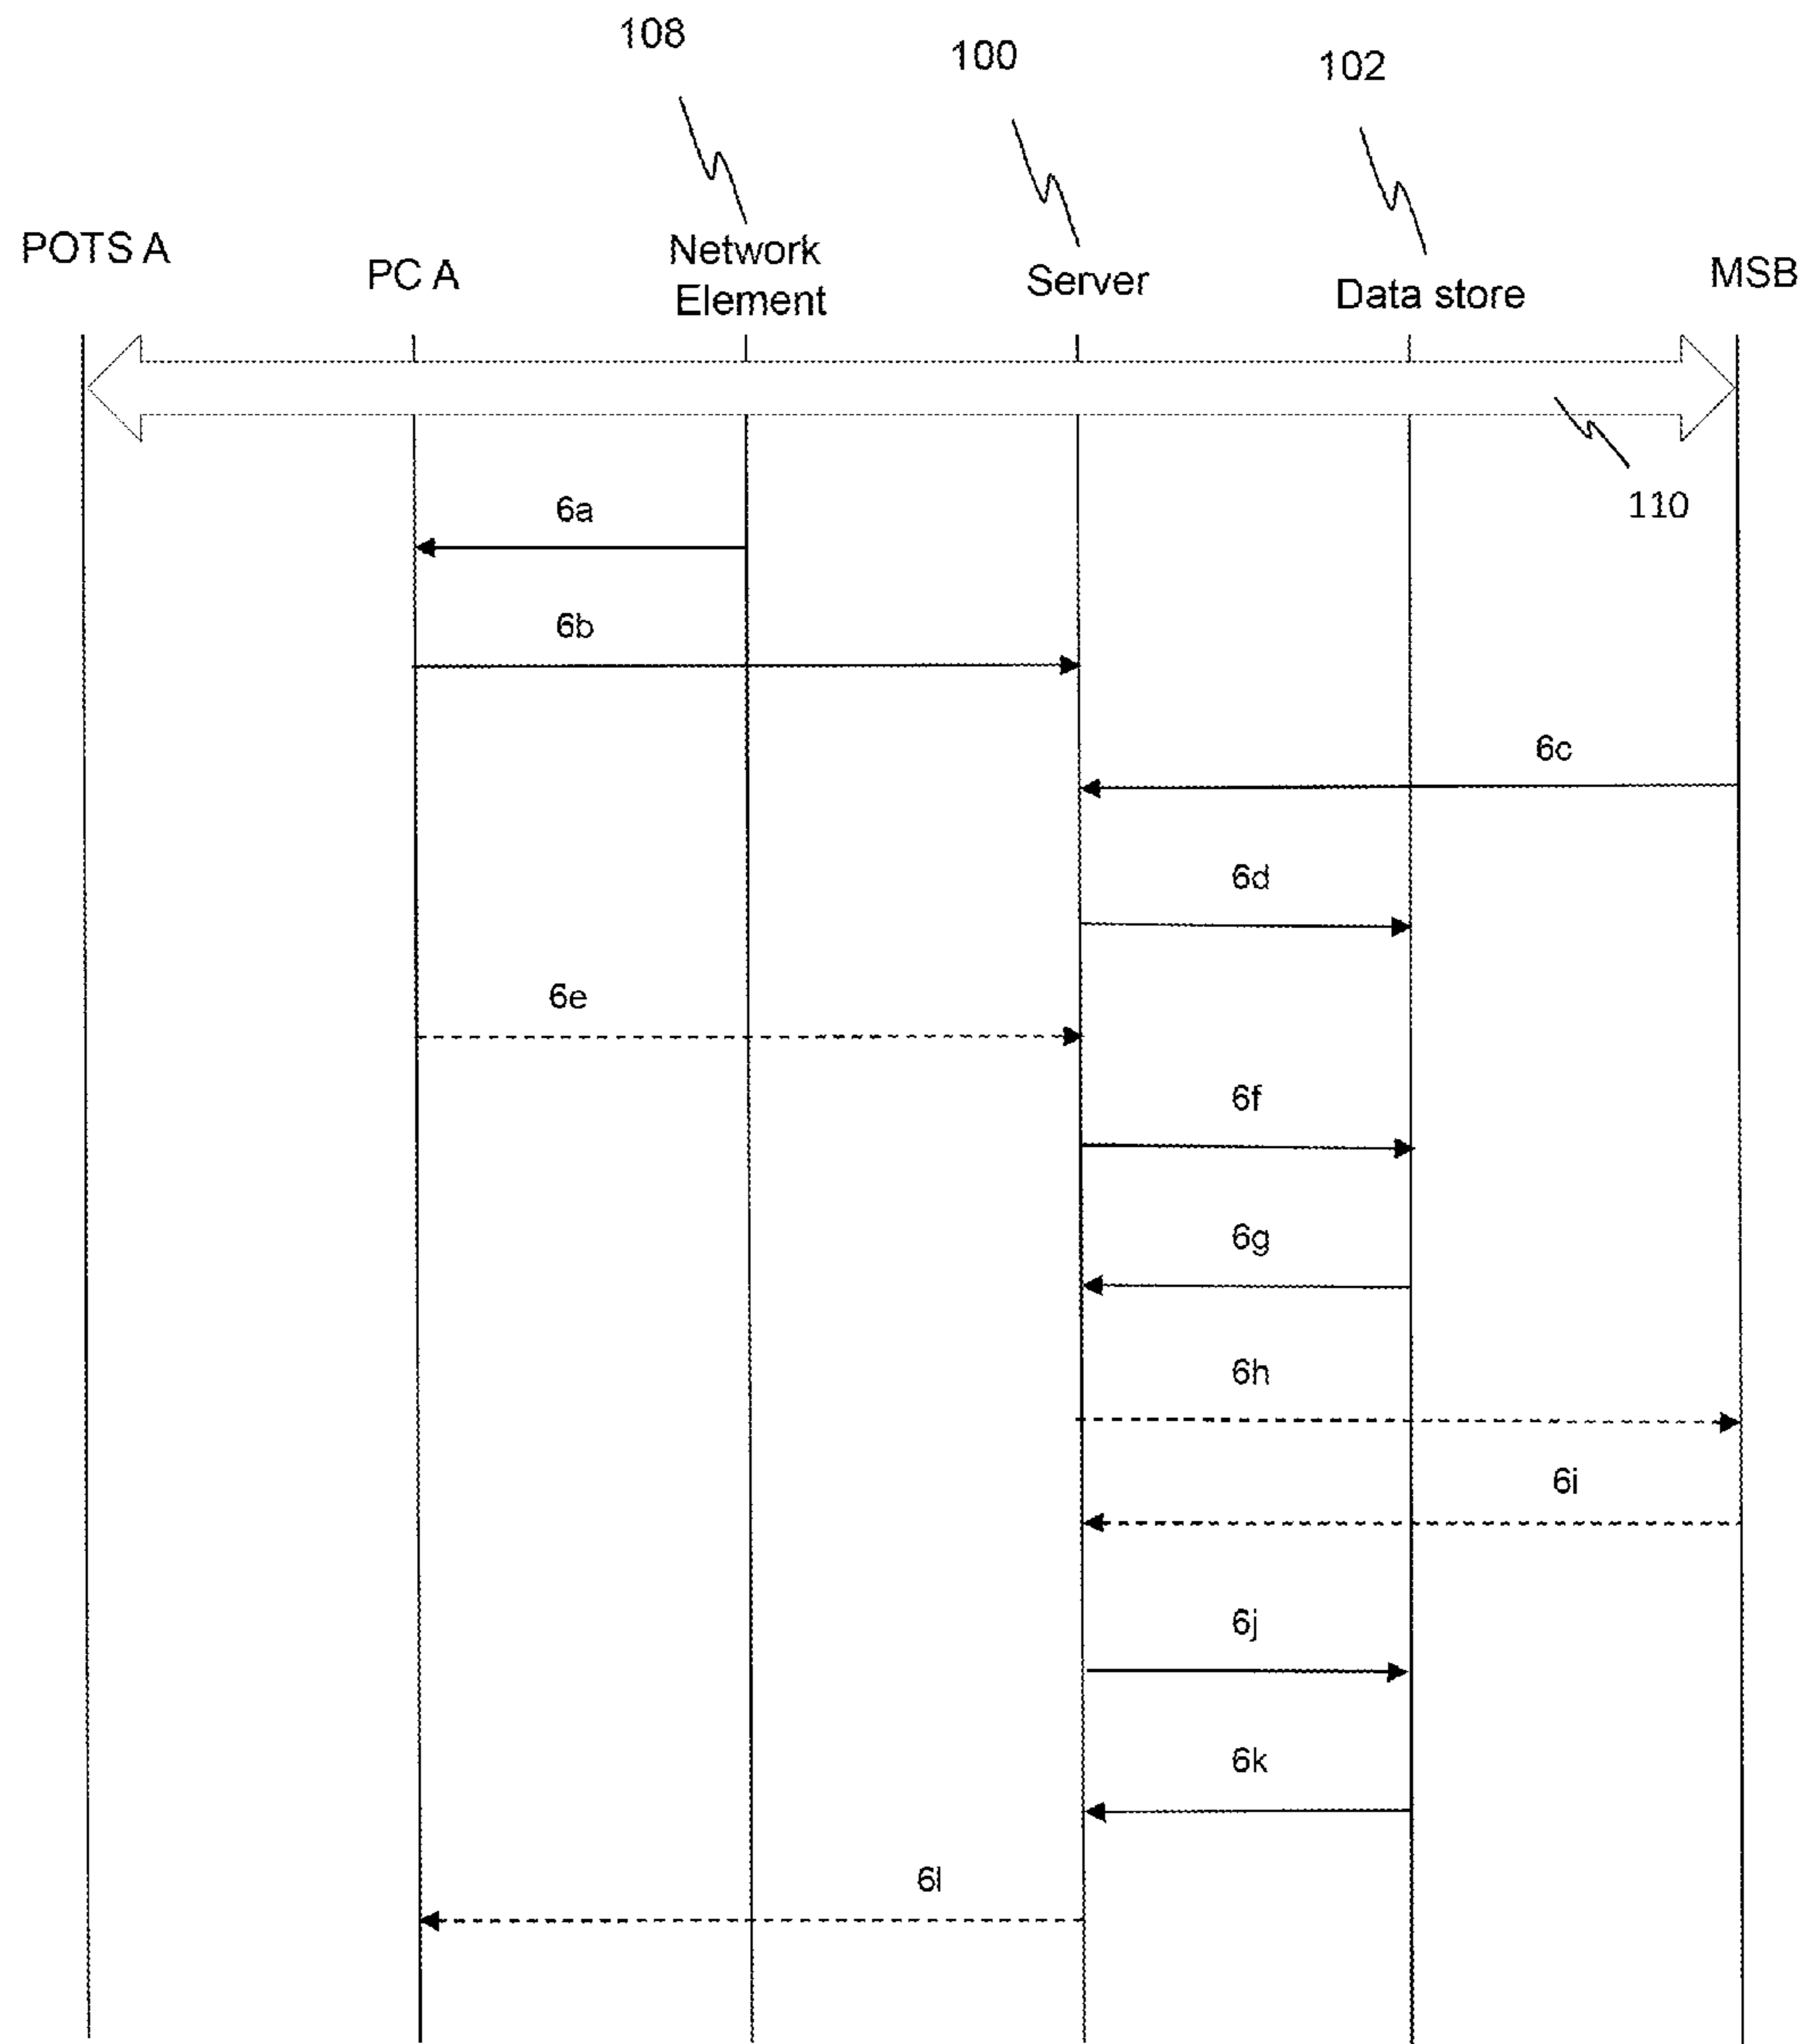 108
100
102
POTS A
PC A
Network
Element
Server
Data store
MSB
110
6a
6b
6c
6d
6e
6f
6g
6h
6i
6j
6k
6l